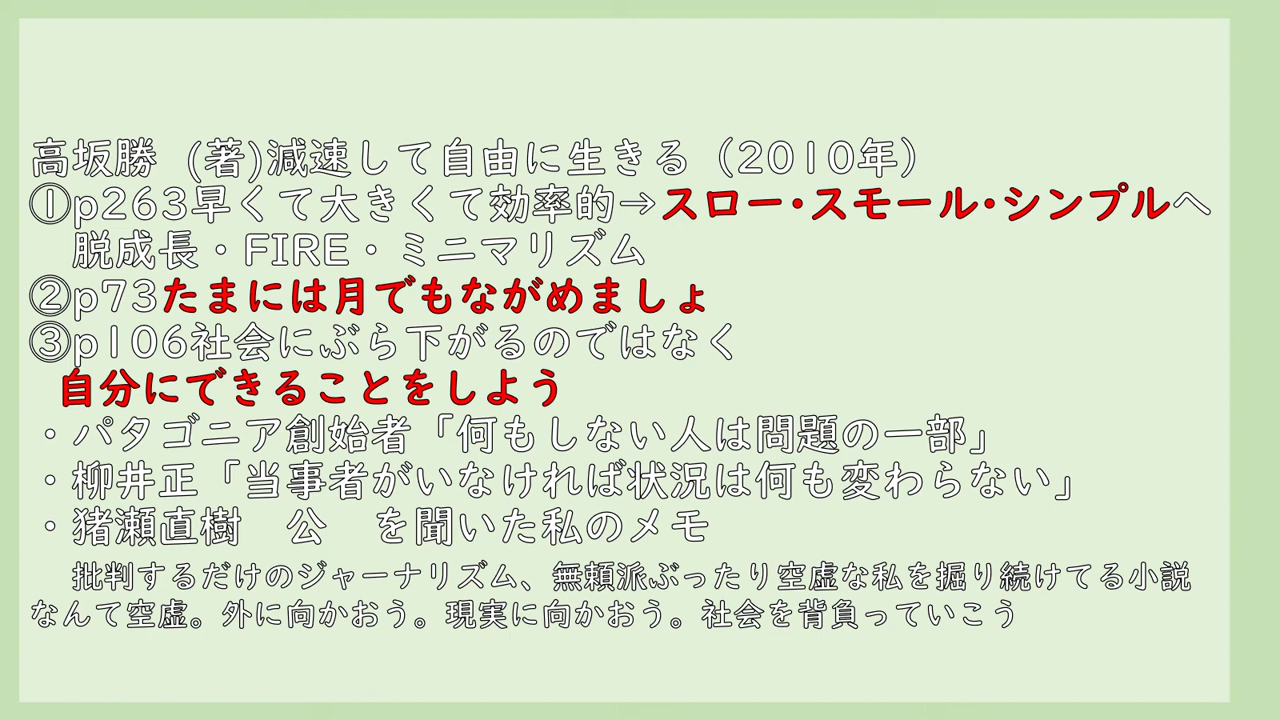 高坂勝 (著)減速して自由に生きる（2010年）
①p263早くて大きくて効率的→スロー・スモール・シンプルへ
脱成長・FIRE・ミニマリズム
②p73たまには月でもながめましょ
③p106社会にぶら下がるのではなく
自分にできることをしよう
・パタゴニア創始者「何もしない人は問題の一部」
・柳井正「当事者がいなければ状況は何も変わらない」
・猪瀬直樹　公　を聞いた私のメモ
批判するだけのジャーナリズム、無頼派ぶったり空虚な私を掘り続けてる小説
なんて空虚。外に向かおう。現実に向かおう。社会を背負っていこう